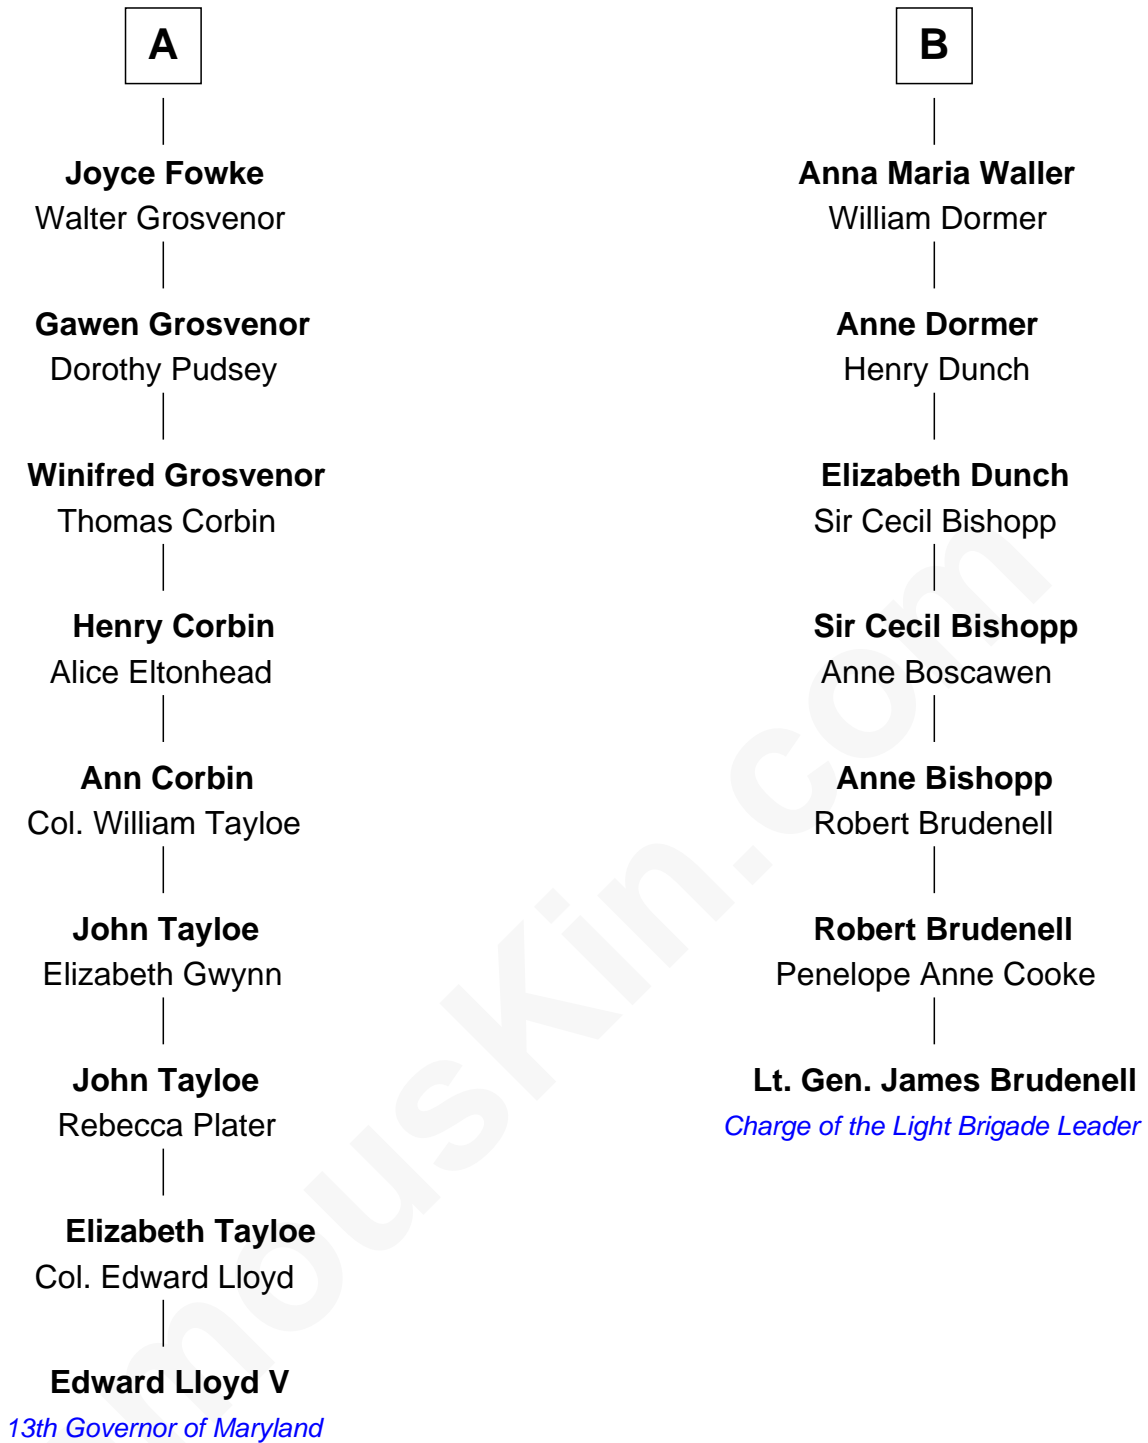 A
Joyce Fowke
Walter Grosvenor
Gawen Grosvenor
Dorothy Pudsey
Winifred Grosvenor
Thomas Corbin
Henry Corbin
Alice Eltonhead
Ann Corbin
Col. William Tayloe
John Tayloe
Elizabeth Gwynn
John Tayloe
Rebecca Plater
Elizabeth Tayloe
Col. Edward Lloyd
Edward Lloyd V
13th Governor of Maryland
B
Anna Maria Waller
William Dormer
Anne Dormer
Henry Dunch
Elizabeth Dunch
Sir Cecil Bishopp
Sir Cecil Bishopp
Anne Boscawen
Anne Bishopp
Robert Brudenell
Robert Brudenell
Penelope Anne Cooke
Lt. Gen. James Brudenell
Charge of the Light Brigade Leader
mousKin.com